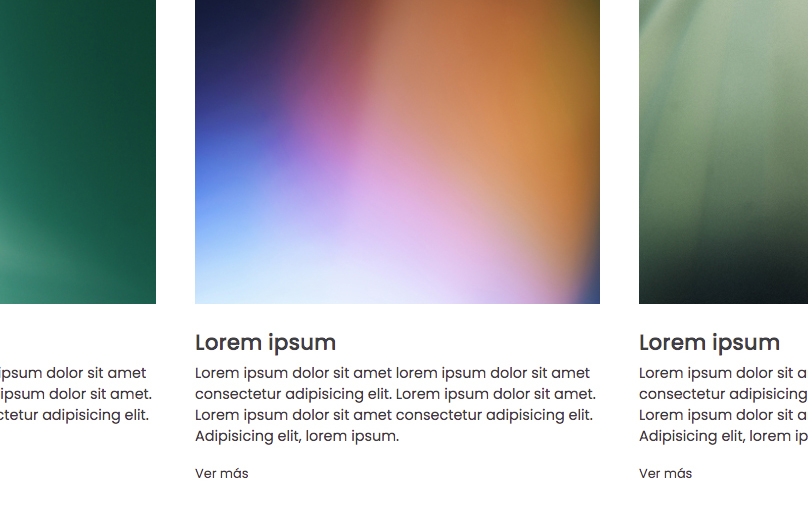 ipsum dolor sit amet
ipsum dolor sit amet.
ctetur adipisicing elit.
Lorem ipsum
Lorem ipsum dolor sit amet lorem ipsum dolor sit amet
consectetur adipisicing elit. Lorem ipsum dolor sit amet.
Lorem ipsum dolor sit amet consectetur adipisicing elit.
Adipisicing elit, lorem ipsum.
Ver más
Lorem ipsum
Lorem ipsum dolor sit a
consectetur adipisicing
Lorem ipsum dolor sit a
Adipisicing elit, lorem ip
Ver más